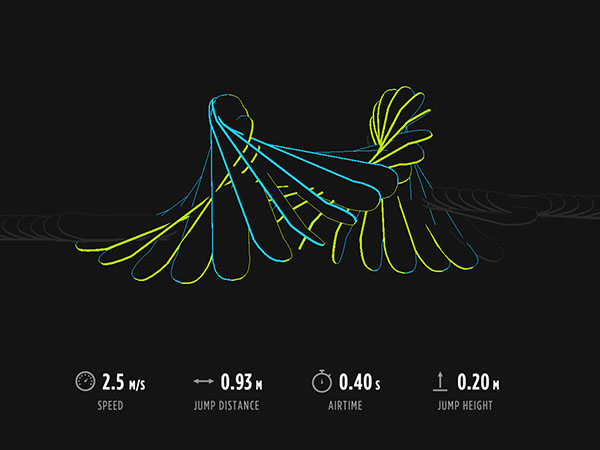 2.5 M/S
SPEED
0.93 M
JUMP DISTANCE
0.40 S
AIRTIME
0.20 M
JUMP HEIGHT